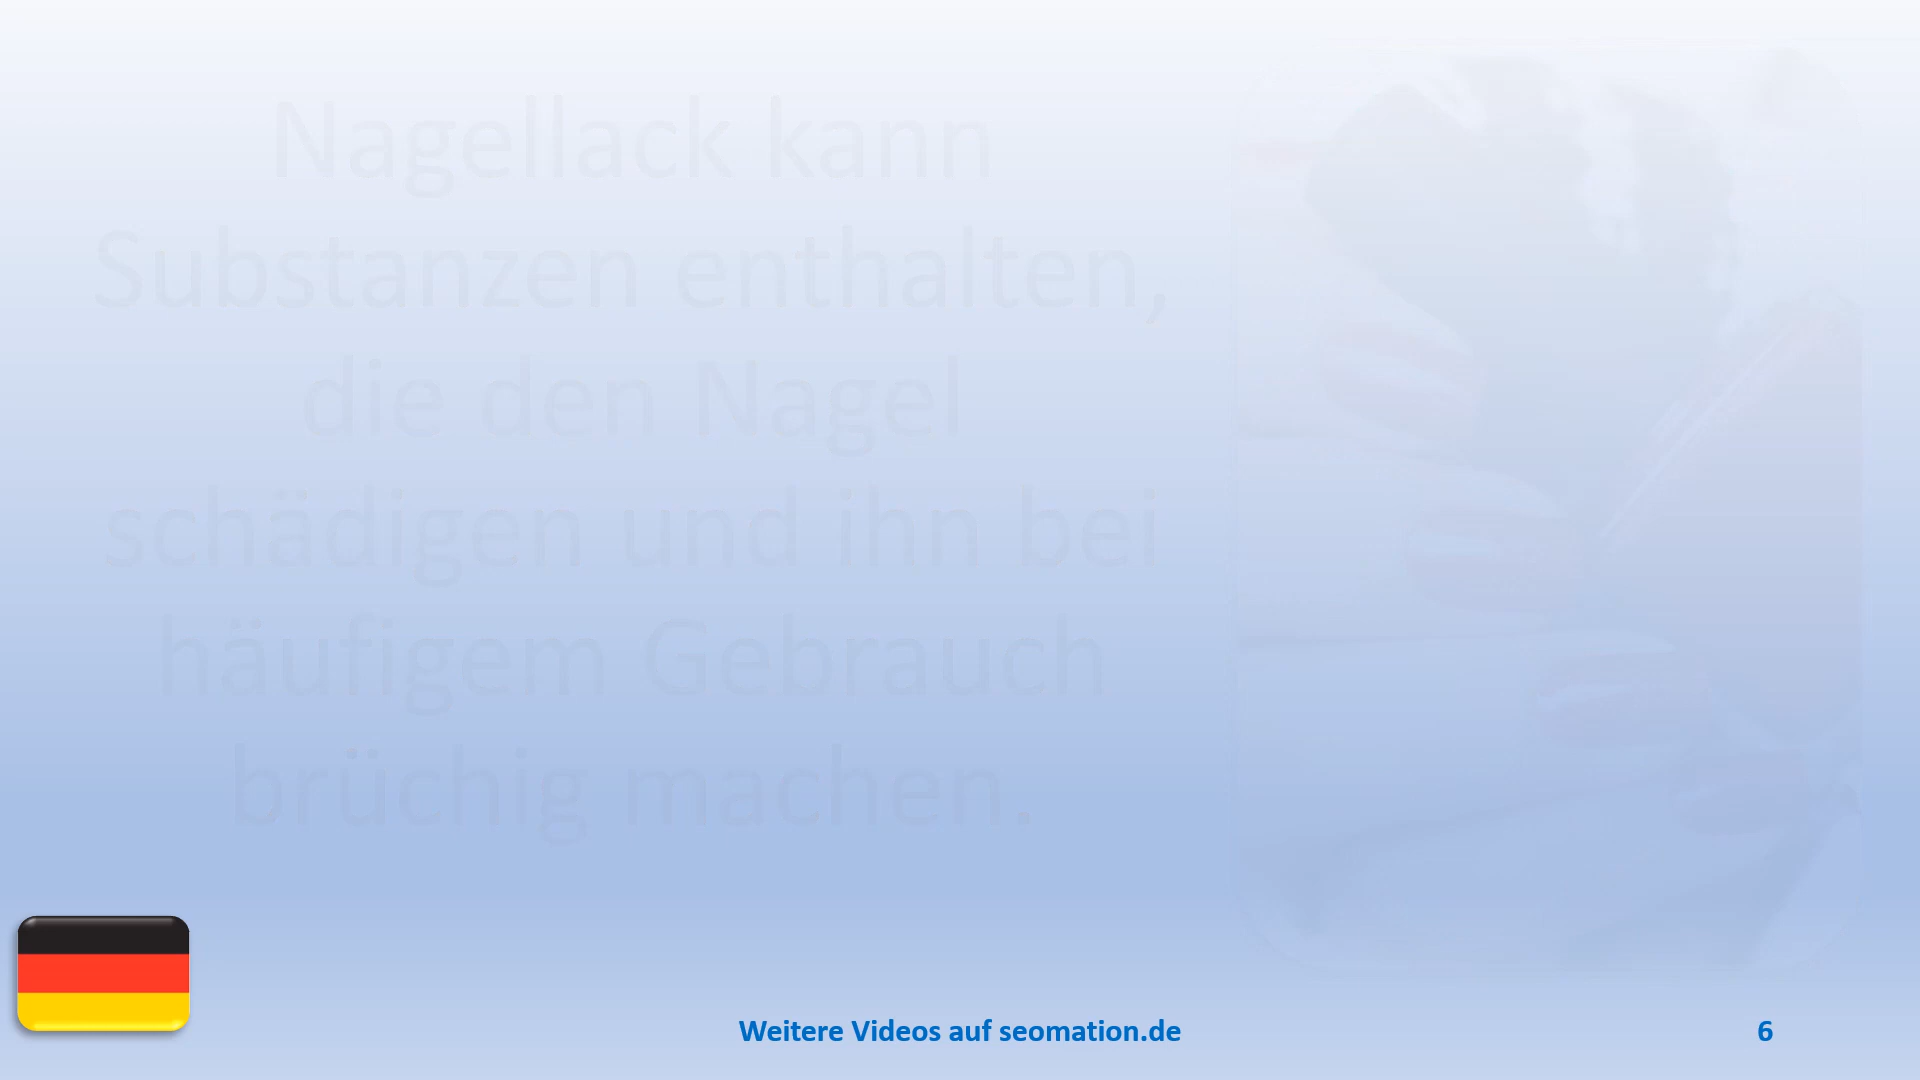 Nagellack kann
Substanzen enthalten,
die den Nagel
schädigen und ihn bei
häufigem Gebrauch
brüchig machen.
Weitere Videos auf seomation.de
6